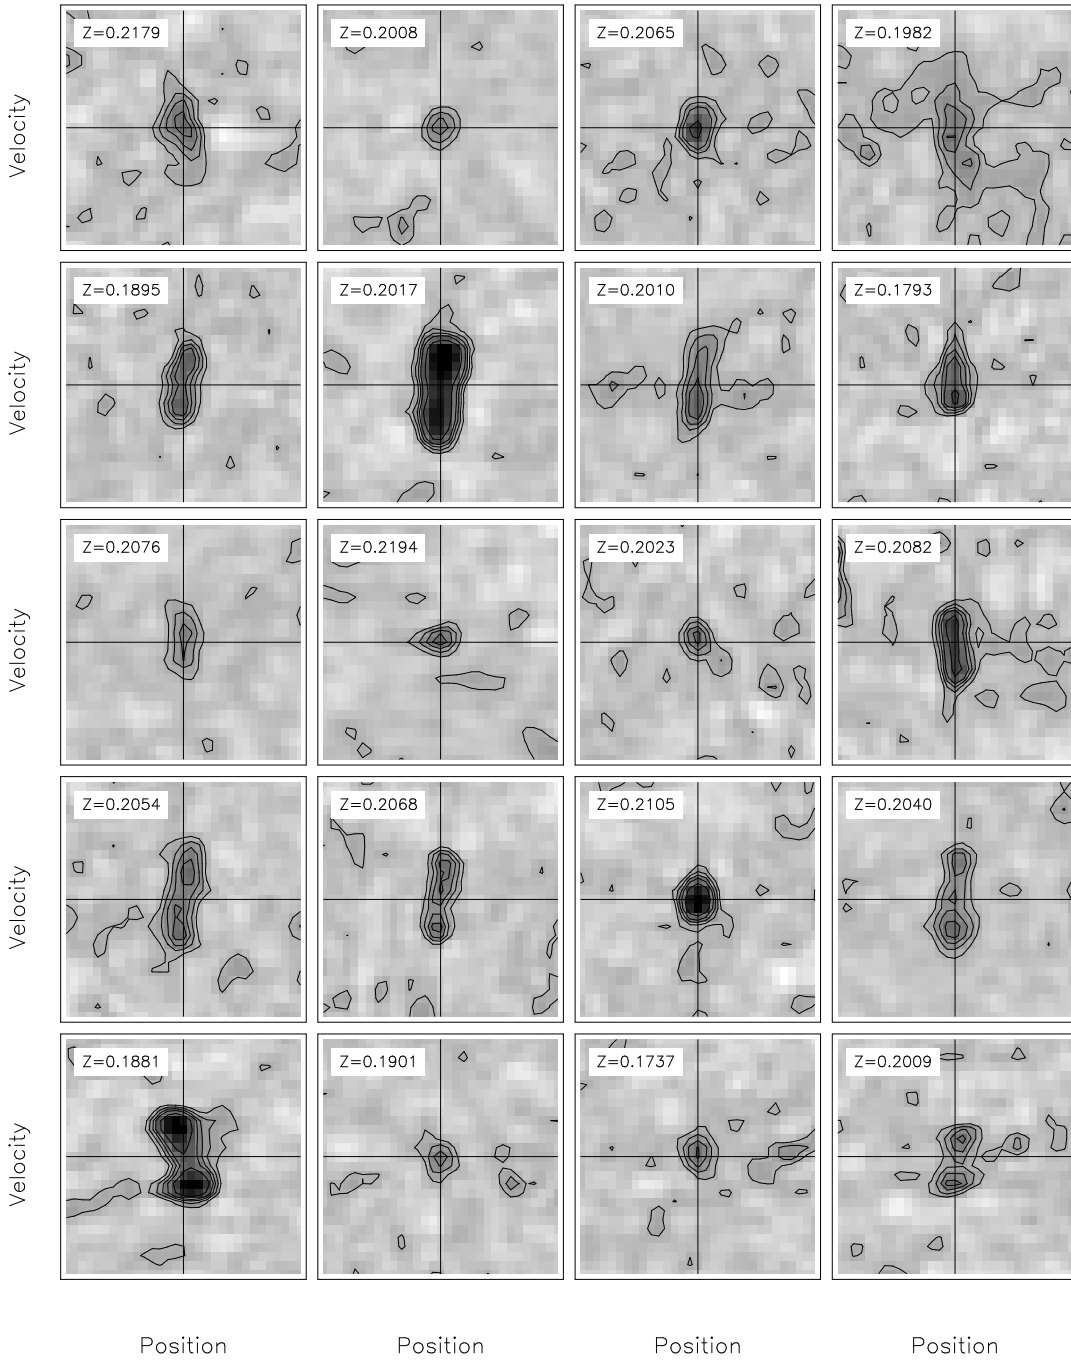 Velocity Z=0.2179 Z=0.2008 Z=0.2065 Z=0.1982
Velocity Z=0.1895 Z=0.2017 Z=0.2010 Z=0.1793
Velocity Z=0.2076 Z=0.2194 Z=0.2023 Z=0.2082
Velocity Z=0.2054 Z=0.2068 Z=0.2105 Z=0.2040
Velocity Z=0.1881 Z=0.1901 Z=0.1737 Z=0.2009
Position Position Position Position